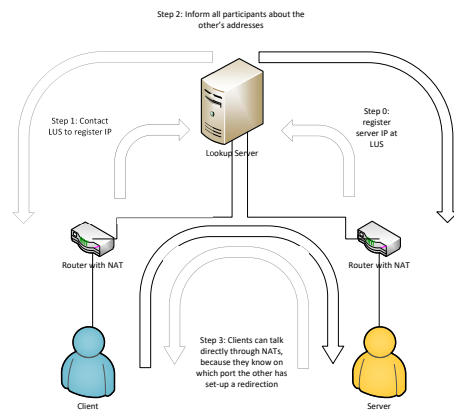 Step 2: Inform all participants about the
other's addresses
Step 1: Contact
LUS to register IP
Step 0:
register
server IP at
LUS
Lookup Server
Router with NAT
Router with NAT
Step 3: Clients can talk
directly through NATs,
because they know on
which port the other has
set-up a redirection
Client
Server